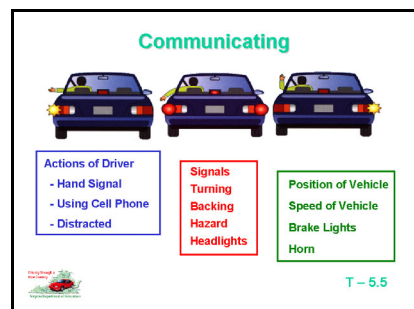 Communicating
Actions of Driver
- Hand Signal
- Using Cell Phone
- Distracted
Signals
Turning
Backing
Hazard
Headlights
Position of Vehicle
Speed of Vehicle
Brake Lights
Horn
T – 5.5